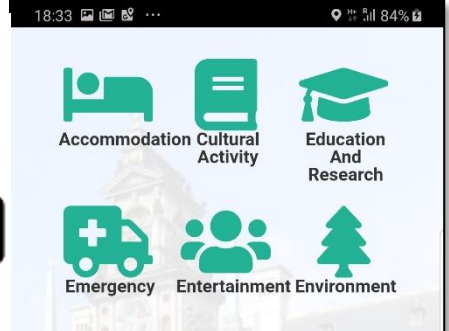 18:33
84%
Accommodation Cultural Activity
Education And Research
Emergency Entertainment Environment